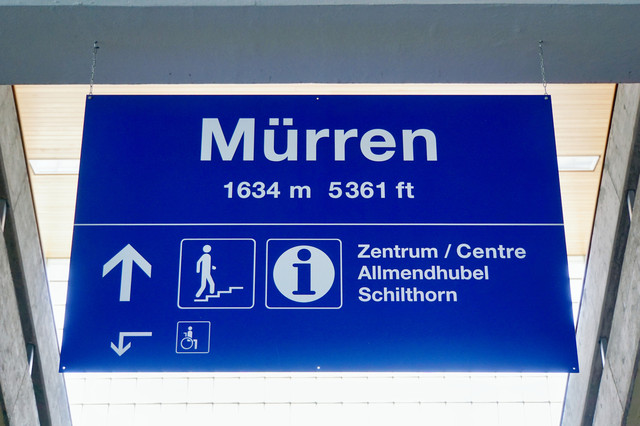 Mürren
1634 m 5361 ft
i Zentrum / Centre
Allmendhubel
Schilthorn